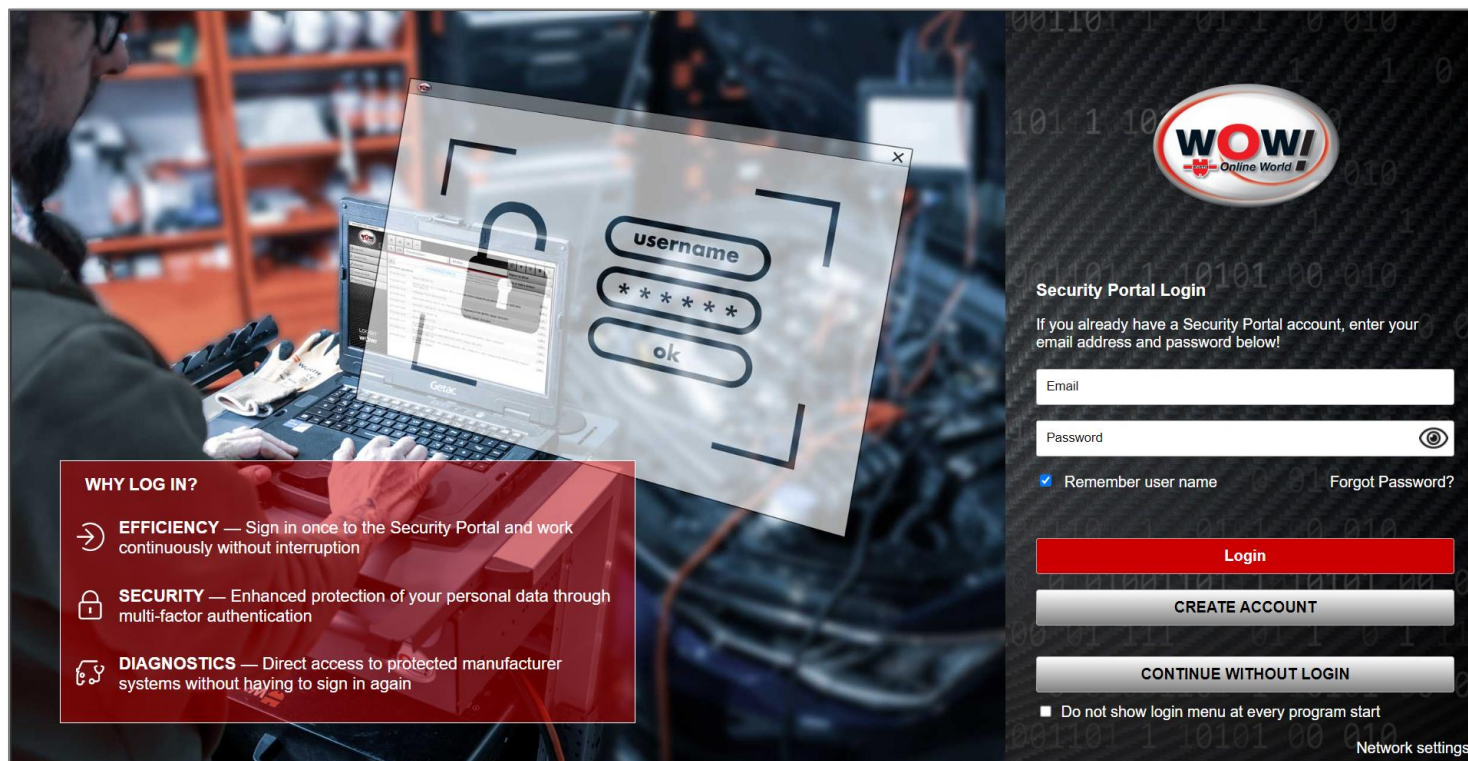 username
******
ok
Getac
WHY LOG IN?
EFFICIENCY — Sign in once to the Security Portal and work
continuously without interruption
SECURITY — Enhanced protection of your personal data through
multi-factor authentication
DIAGNOSTICS — Direct access to protected manufacturer
systems without having to sign in again
WOW!
Online World
Security Portal Login
If you already have a Security Portal account, enter your
email address and password below!
Email
Password
Remember user name
Forgot Password?
Login
CREATE ACCOUNT
CONTINUE WITHOUT LOGIN
Do not show login menu at every program start
Network settings